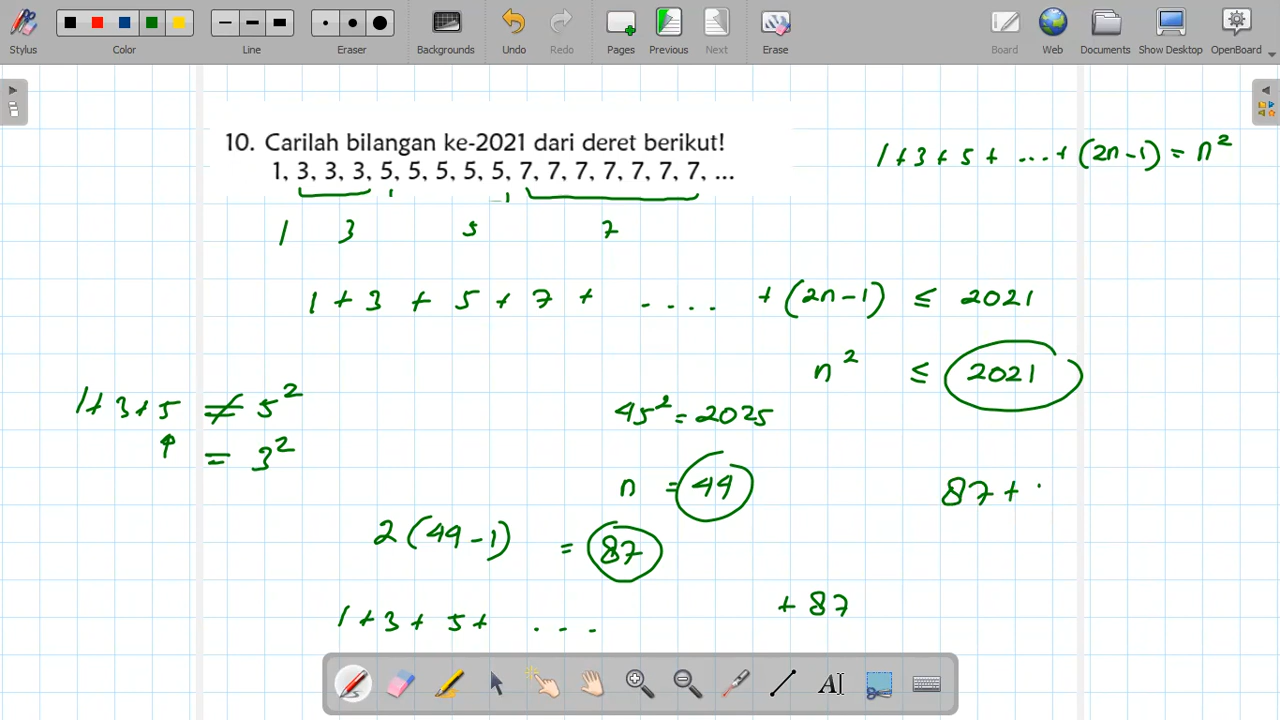 Stylus
Color
Line
Eraser
Backgrounds
Undo
Redo
Pages
Previous
Next
Erase
Board
Web
Documents
Show Desktop
OpenBoard
10. Carilah bilangan ke-2021 dari deret berikut!
1, 3, 3, 3, 5, 5, 5, 5, 5, 7, 7, 7, 7, 7, 7, 7, ...
1+3+5+ ...+(2n-1) = n²
1 3 5 7
1 + 3 + 5 + 7 + .... + (2n-1) ≤ 2021
n² ≤ 2021
1+3+5 ≠ 5²
↑ = 3²
45² = 2025
n = 44
87 + .
2(44-1) = 87
1+3+5+ ... + 87
AI